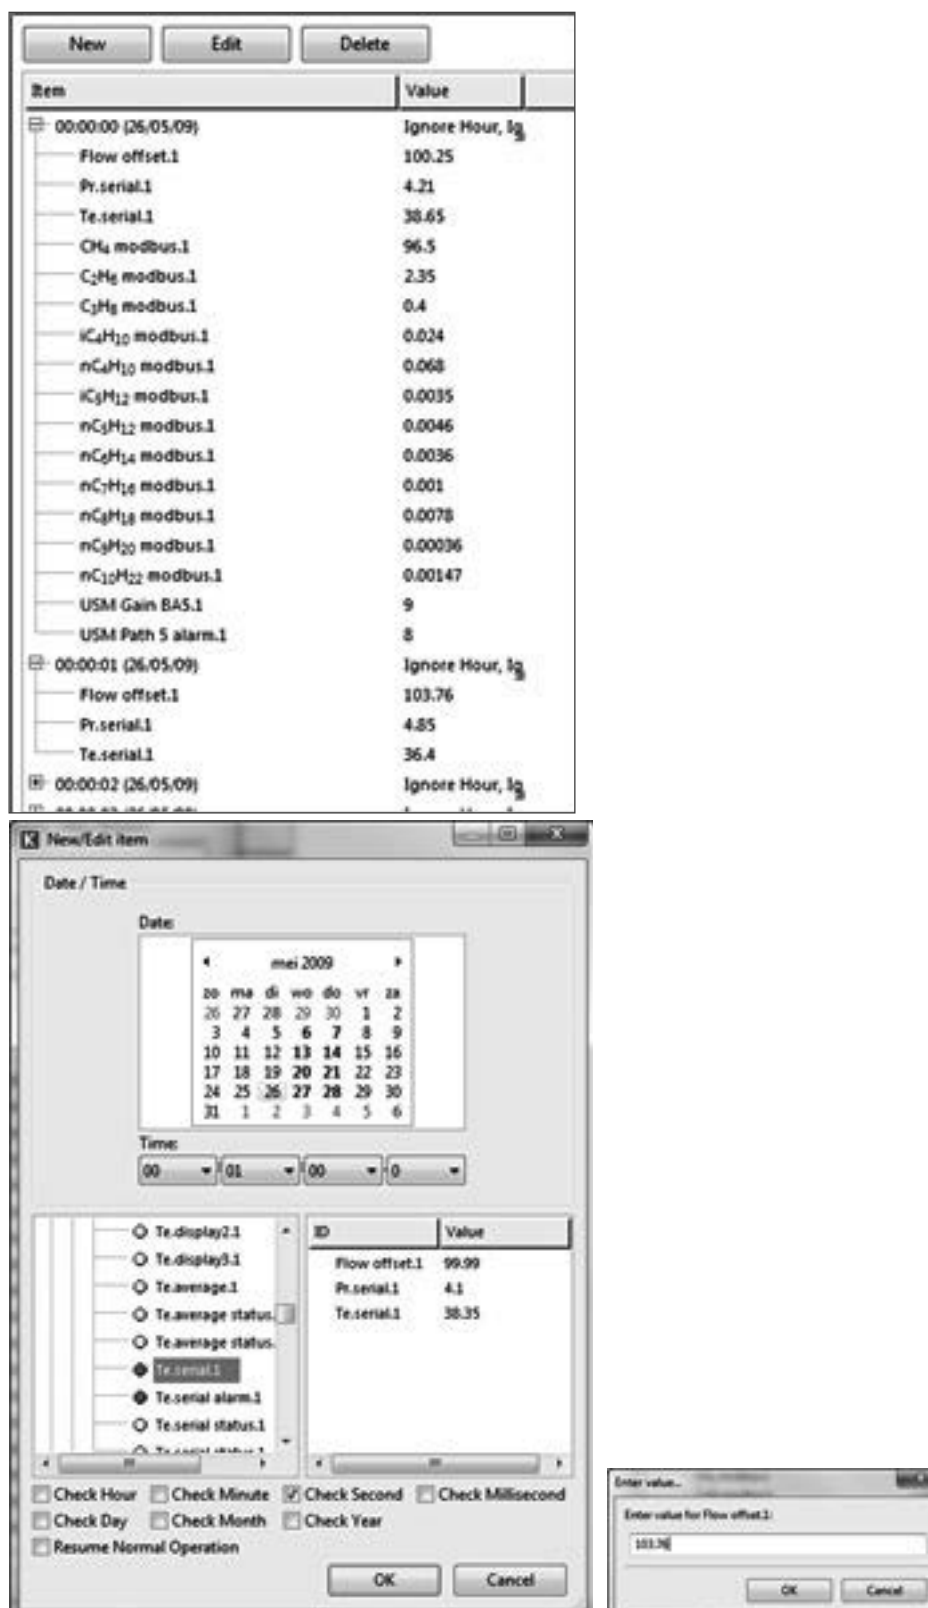 New Edit Delete
Item Value
00:00:00 (26/05/09) Ignore Hour, Ig
Flow offset.1 100.25
Pr.serial.1 4.21
Te.serial.1 38.65
CH₄ modbus.1 96.5
C₂H₆ modbus.1 2.35
C₃H₈ modbus.1 0.4
iC₄H₁₀ modbus.1 0.024
nC₄H₁₀ modbus.1 0.068
iC₅H₁₂ modbus.1 0.0035
nC₅H₁₂ modbus.1 0.0046
nC₆H₁₄ modbus.1 0.0036
nC₇H₁₆ modbus.1 0.001
nC₈H₁₈ modbus.1 0.0078
nC₉H₂₀ modbus.1 0.00036
nC₁₀H₂₂ modbus.1 0.00147
USM Gain BA5.1 9
USM Path 5 alarm.1 8
00:00:01 (26/05/09) Ignore Hour, Ig
Flow offset.1 103.76
Pr.serial.1 4.85
Te.serial.1 36.4
00:00:02 (26/05/09) Ignore Hour, Ig
K New/Edit item
Date / Time
Date:
mei 2009
zo ma di wo do vr za
26 27 28 29 30 1 2
3 4 5 6 7 8 9
10 11 12 13 14 15 16
17 18 19 20 21 22 23
24 25 26 27 28 29 30
31 1 2 3 4 5 6
Time:
00 : 01 : 00 . 0
Te.display2.1
Te.display3.1
Te.average.1
Te.average status.
Te.average status.
Te.serial.1
Te.serial alarm.1
Te.serial status.1
ID Value
Flow offset.1 99.99
Pr.serial.1 4.1
Te.serial.1 38.35
Check Hour Check Minute Check Second Check Millisecond
Check Day Check Month Check Year
Resume Normal Operation
OK Cancel
Enter value...
Enter value for Flow offset.1:
103.76
OK Cancel